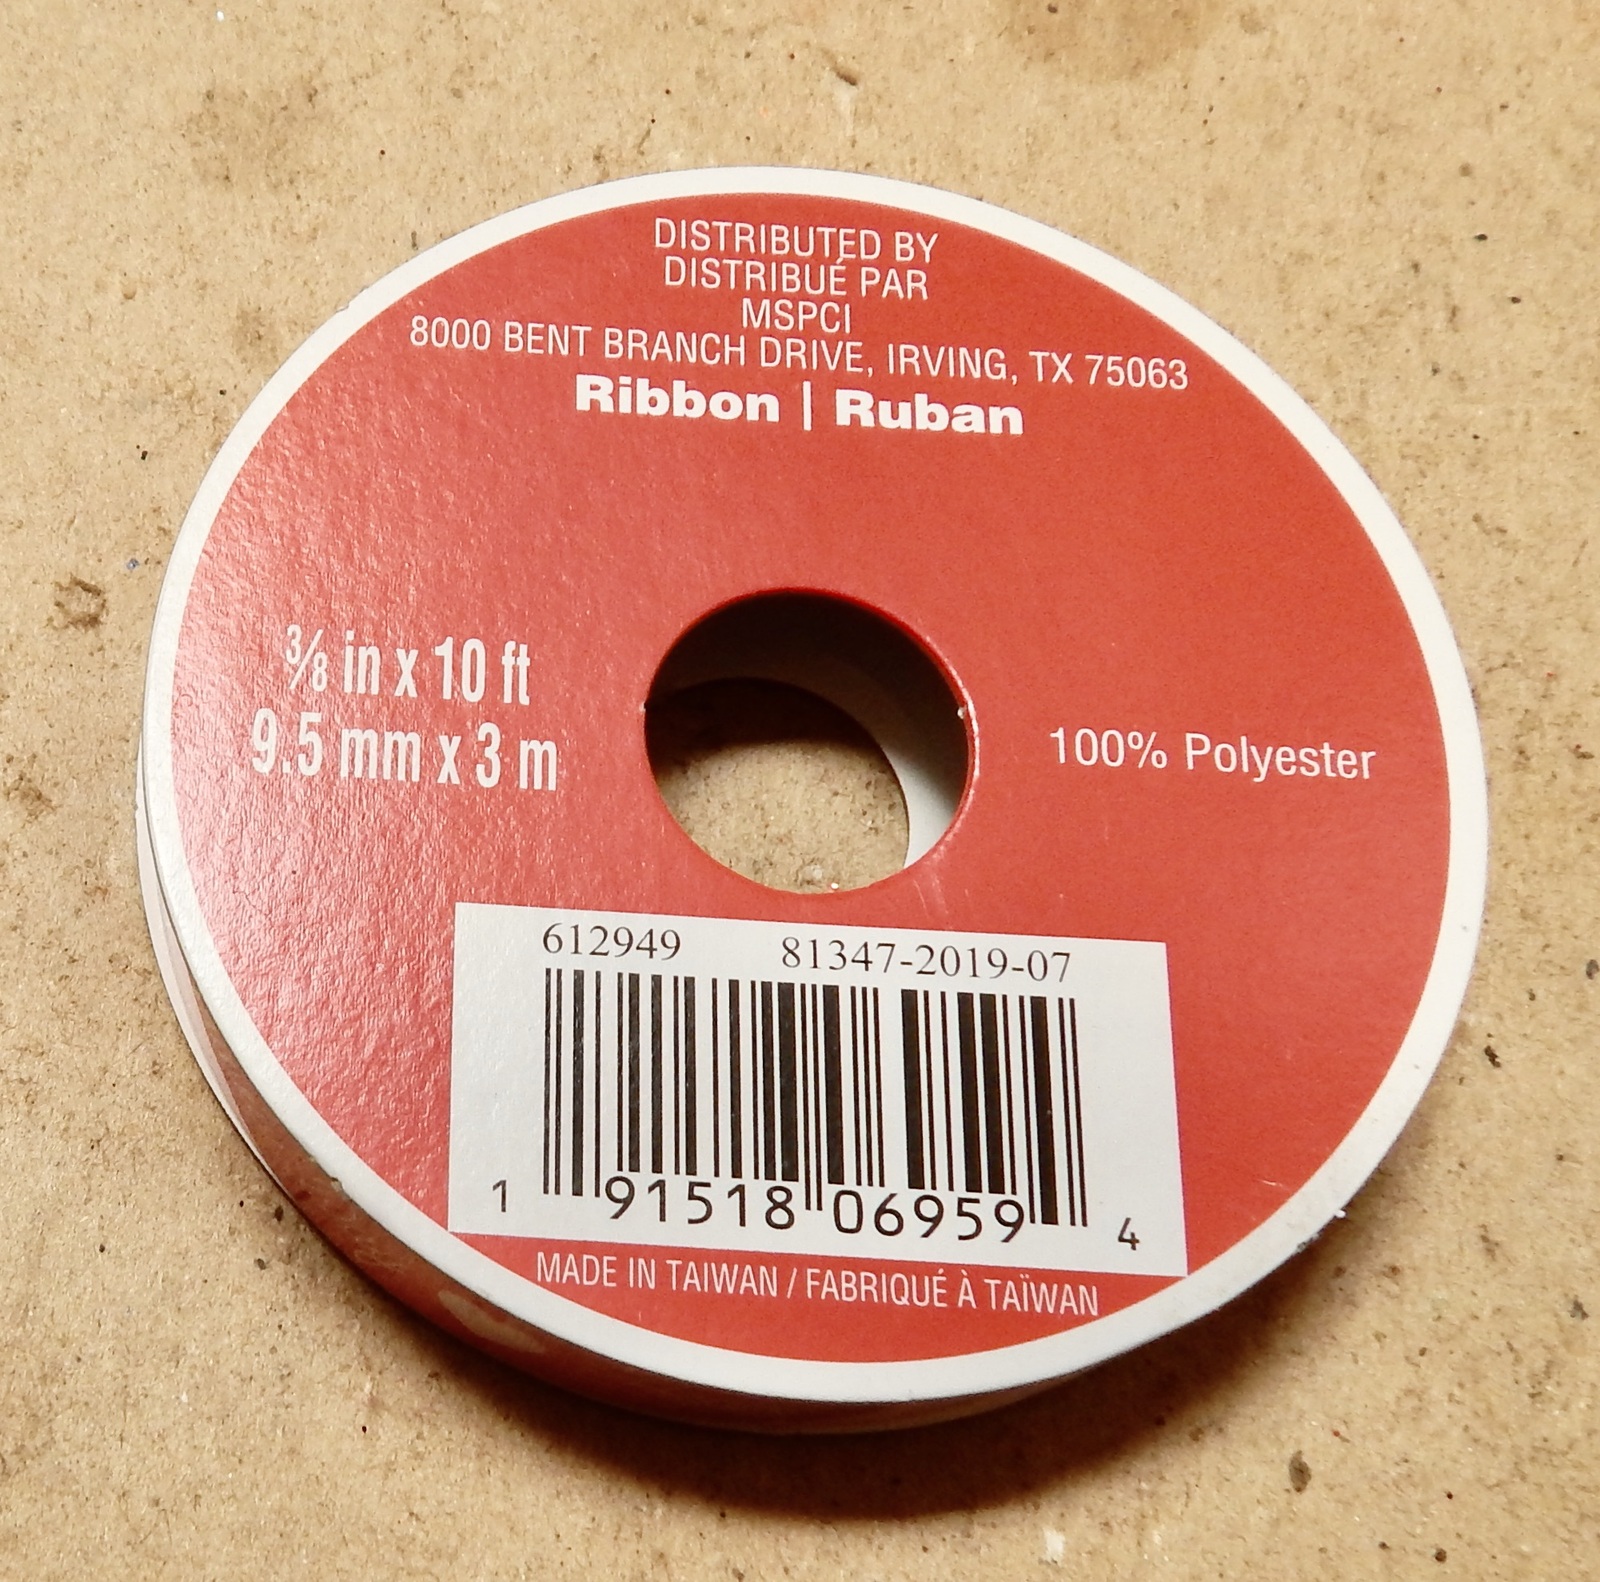 DISTRIBUTED BY
DISTRIBUÉ PAR
MSPCI
8000 BENT BRANCH DRIVE, IRVING, TX 75063
Ribbon | Ruban
3/8 in x 10 ft
9.5 mm x 3 m
100% Polyester
612949 81347-2019-07
1 91518 06959 4
MADE IN TAIWAN / FABRIQUÉ À TAÏWAN